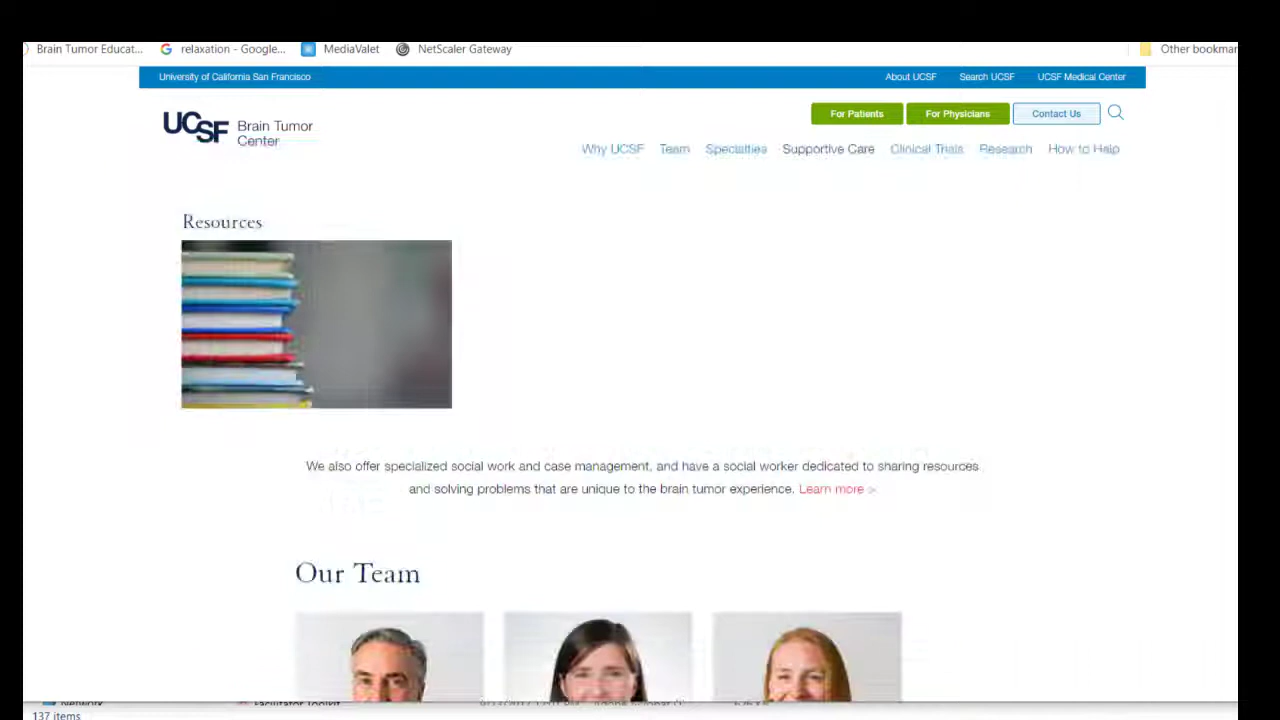 Brain Tumor Educat... relaxation - Google... MediaValet NetScaler Gateway Other bookmar
University of California San Francisco About UCSF Search UCSF UCSF Medical Center
For Patients For Physicians Contact Us
UCSF Brain Tumor
Center
Why UCSF Team Specialties Supportive Care Clinical Trials Research How to Help
Resources
We also offer specialized social work and case management, and have a social worker dedicated to sharing resources
and solving problems that are unique to the brain tumor experience. Learn more >
Our Team
Network Facilitator Toolkit
137 items